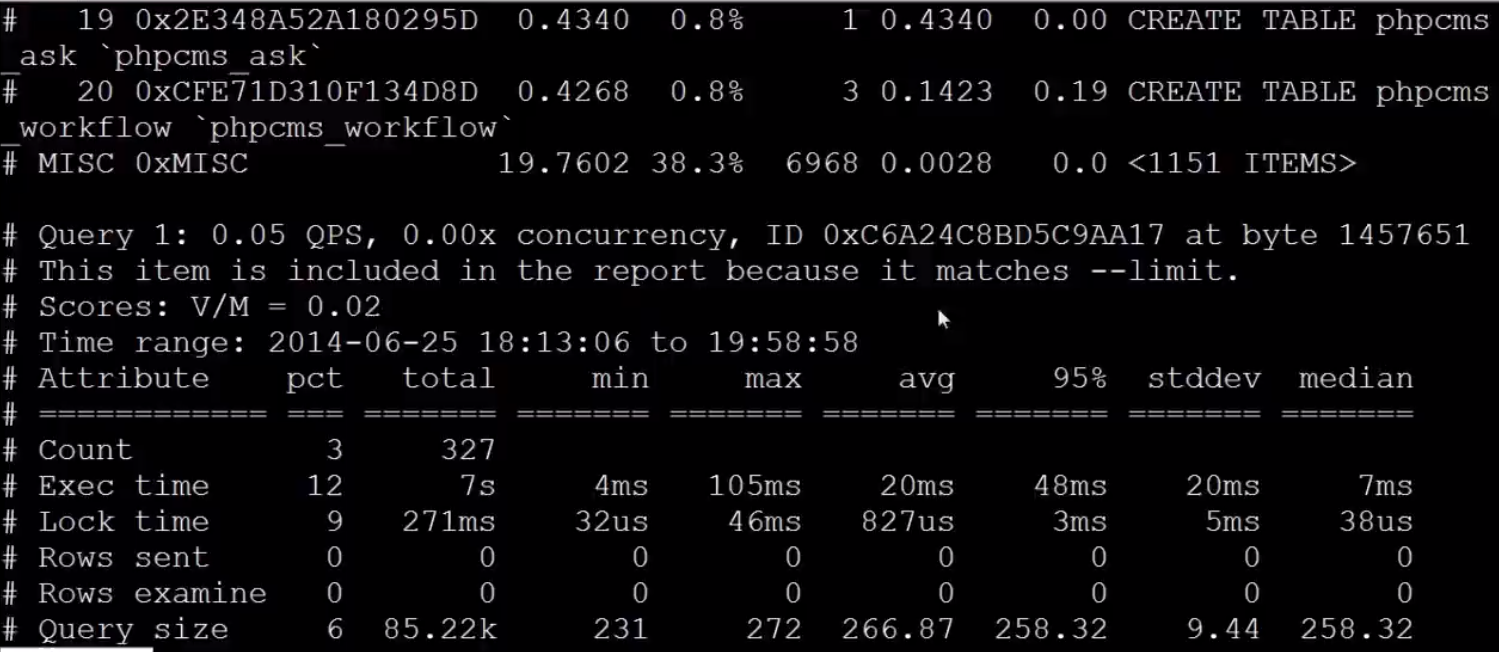 #   19 0x2E348A52A180295D  0.4340  0.8%     1 0.4340  0.00 CREATE TABLE phpcms
_ask `phpcms_ask`
#   20 0xCFE71D310F134D8D  0.4268  0.8%     3 0.1423  0.19 CREATE TABLE phpcms
_workflow `phpcms_workflow`
# MISC 0xMISC             19.7602 38.3%  6968 0.0028   0.0 <1151 ITEMS>
# Query 1: 0.05 QPS, 0.00x concurrency, ID 0xC6A24C8BD5C9AA17 at byte 1457651
# This item is included in the report because it matches --limit.
# Scores: V/M = 0.02
# Time range: 2014-06-25 18:13:06 to 19:58:58
# Attribute    pct   total     min     max     avg     95%  stddev  median
# ============ === ======= ======= ======= ======= ======= ======= =======
# Count          3     327
# Exec time     12      7s     4ms   105ms    20ms    48ms    20ms     7ms
# Lock time      9   271ms    32us    46ms   827us     3ms     5ms    38us
# Rows sent      0       0       0       0       0       0       0       0
# Rows examine   0       0       0       0       0       0       0       0
# Query size     6  85.22k     231     272  266.87  258.32    9.44  258.32